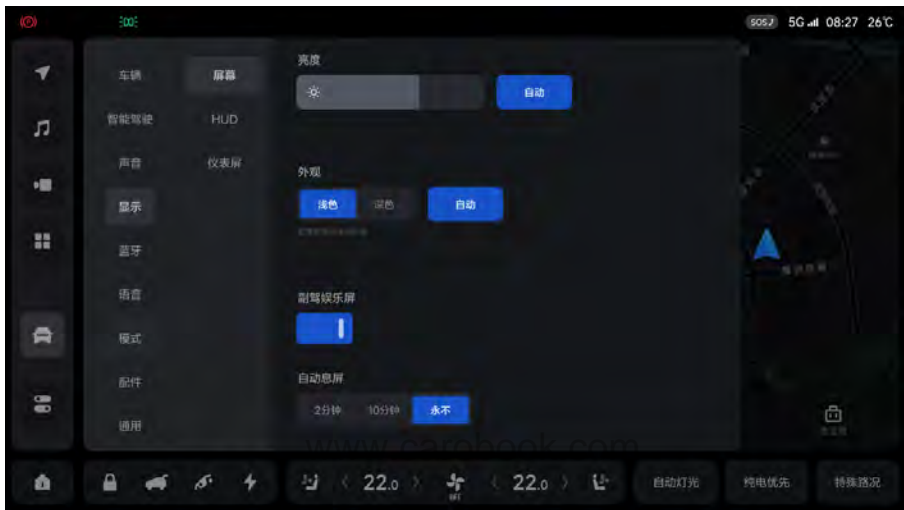 SOS 5G 08:27 26℃
车辆 屏幕
智能驾驶 HUD
声音 仪表屏
显示
蓝牙
语音
模式
配件
通用
亮度
自动
外观
浅色 深色 自动
副驾娱乐屏
自动息屏
2分钟 10分钟 永不
www.carobook.com
22.0 OFF 22.0 自动灯光 纯电优先 特殊路况